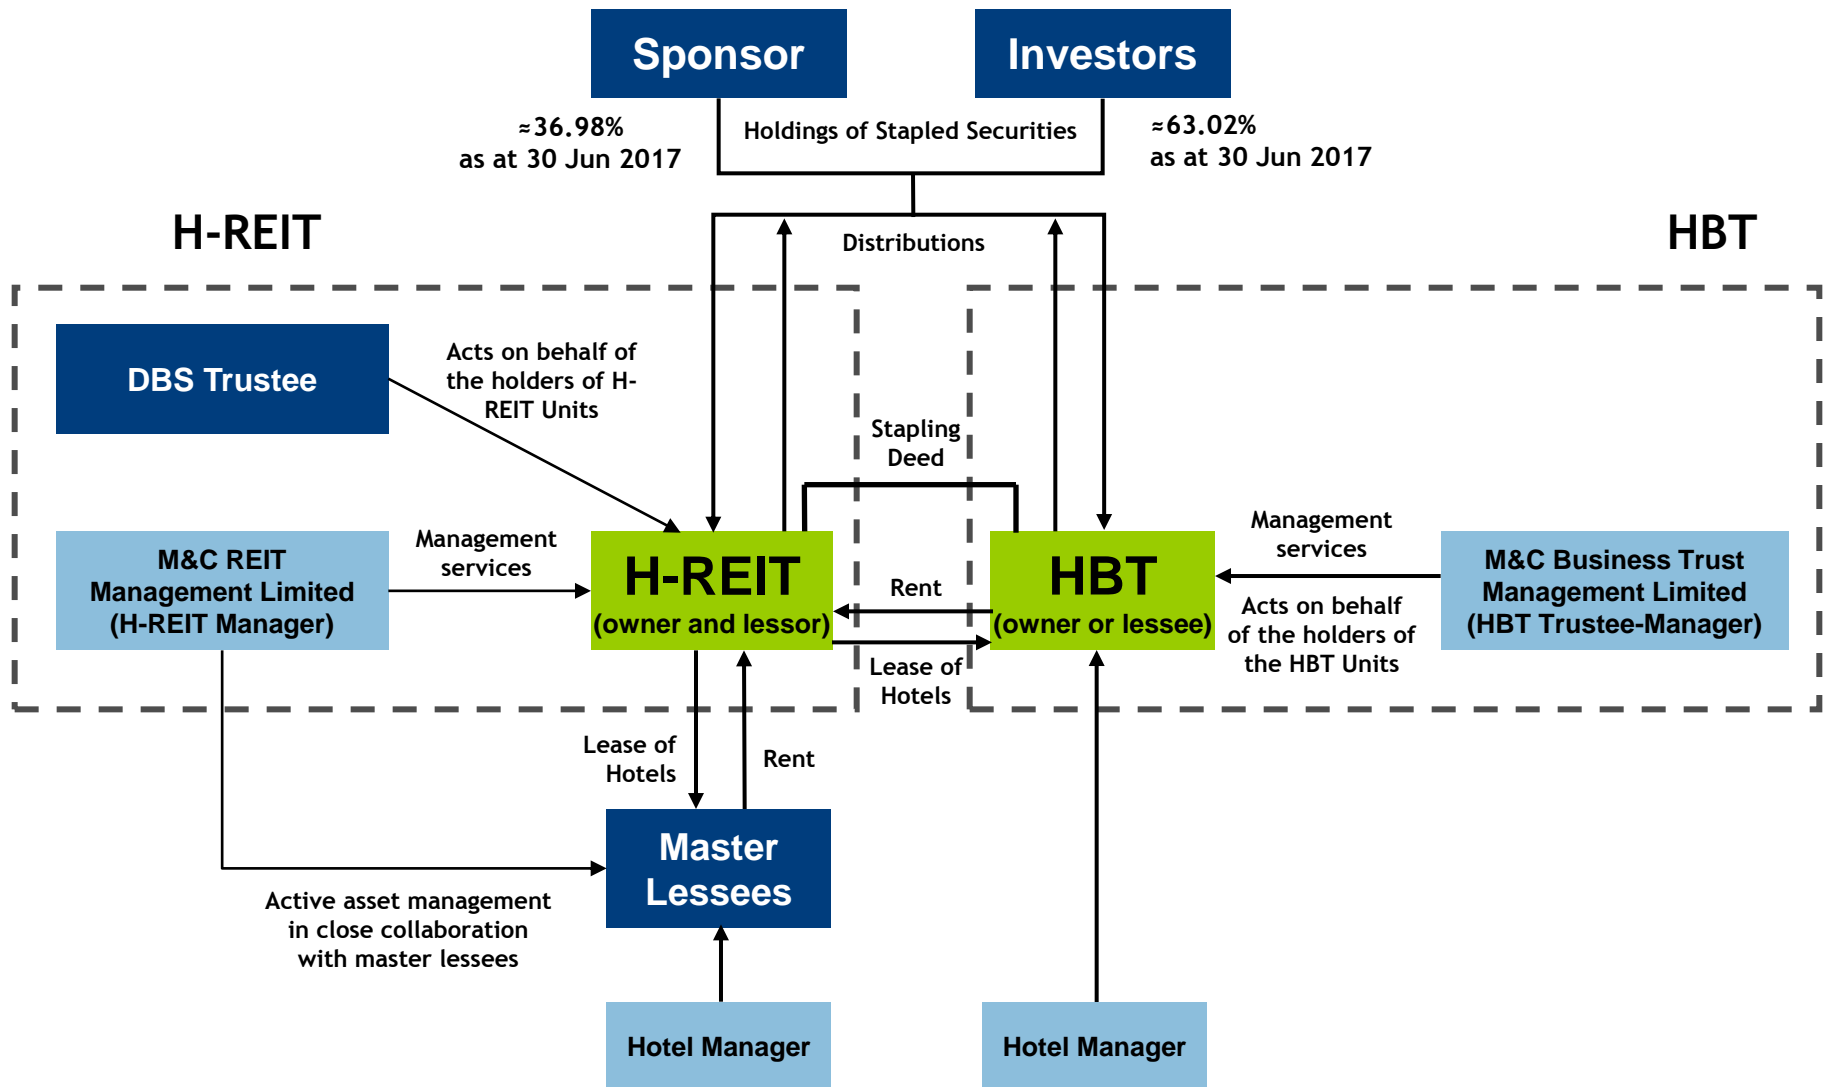 Sponsor
Investors
≈36.98%
as at 30 Jun 2017
Holdings of Stapled Securities
≈63.02%
as at 30 Jun 2017
H-REIT
HBT
Distributions
DBS Trustee
Acts on behalf of
the holders of H-
REIT Units
Stapling
Deed
M&C REIT
Management Limited
(H-REIT Manager)
Management
services
H-REIT
(owner and lessor)
Rent
Lease of
Hotels
HBT
(owner or lessee)
Management
services
Acts on behalf
of the holders of
the HBT Units
M&C Business Trust
Management Limited
(HBT Trustee-Manager)
Lease of
Hotels
Rent
Master
Lessees
Active asset management
in close collaboration
with master lessees
Hotel Manager
Hotel Manager